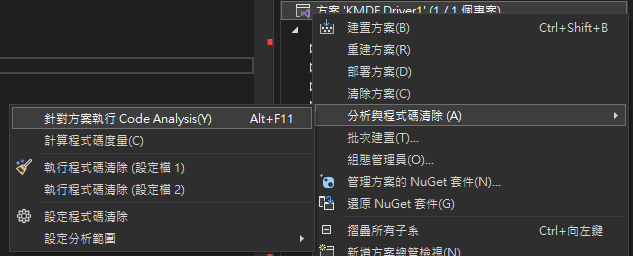 方案 'KMDF Driver1' (1 / 1 個專案)
建置方案(B) Ctrl+Shift+B
重建方案(R)
部署方案(D)
清除方案(C)
分析與程式碼清除 (A)
批次建置(T)...
組態管理員(O)...
管理方案的 NuGet 套件(N)...
還原 NuGet 套件(G)
摺疊所有子系 Ctrl+向左鍵
新增方案總管檢視(N)
針對方案執行 Code Analysis(Y) Alt+F11
計算程式碼度量(C)
執行程式碼清除 (設定檔 1)
執行程式碼清除 (設定檔 2)
設定程式碼清除
設定分析範圍